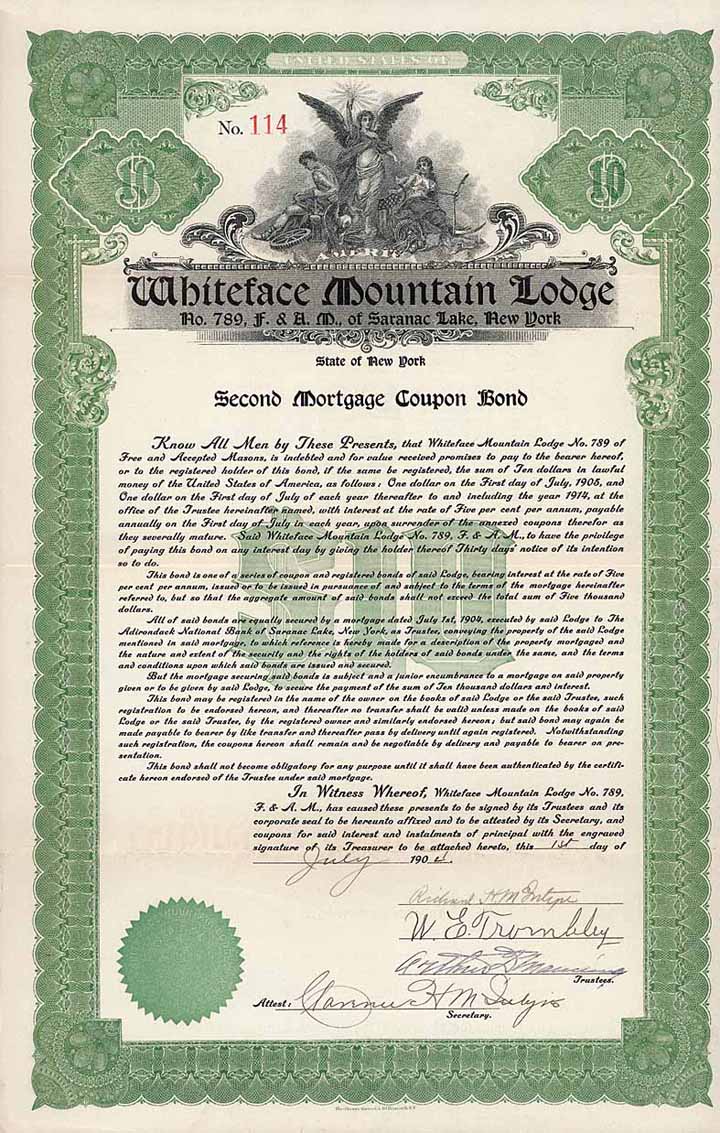 UNITED STATES OF
No. 114
$10
$10
AMERICA
Whiteface Mountain Lodge
No. 789, F. & A. M., of Saranac Lake, New York
State of New York
Second Mortgage Coupon Bond
Know All Men by These Presents, that Whiteface Mountain Lodge No. 789 of
Free and Accepted Masons, is indebted and for value received promises to pay to the bearer hereof,
or to the registered holder of this bond, if the same be registered, the sum of Ten dollars in lawful
money of the United States of America, as follows: One dollar on the First day of July, 1905, and
One dollar on the First day of July of each year thereafter to and including the year 1914, at the
office of the Trustee hereinafter named, with interest at the rate of Five per cent per annum, payable
annually on the First day of July in each year, upon surrender of the annexed coupons therefor as
they severally mature. Said Whiteface Mountain Lodge No. 789, F. & A. M., to have the privilege
of paying this bond on any interest day by giving the holder thereof Thirty days' notice of its intention
so to do.
This bond is one of a series of coupon and registered bonds of said Lodge, bearing interest at the rate of Five
per cent per annum, issued or to be issued in pursuance of and subject to the terms of the mortgage hereinafter
referred to, but so that the aggregate amount of said bonds shall not exceed the total sum of Five thousand
dollars.
All of said bonds are equally secured by a mortgage dated July 1st, 1904, executed by said Lodge to The
Adirondack National Bank of Saranac Lake, New York, as Trustee, conveying the property of the said Lodge
mentioned in said mortgage, to which reference is hereby made for a description of the property mortgaged and
the nature and extent of the security and the rights of the holders of said bonds under the same, and the terms
and conditions upon which said bonds are issued and secured.
But the mortgage securing said bonds is subject and a junior encumbrance to a mortgage on said property
given or to be given by said Lodge, to secure the payment of the sum of Ten thousand dollars and interest.
This bond may be registered in the name of the owner on the books of said Lodge or the said Trustee, such
registration to be endorsed hereon, and thereafter no transfer shall be valid unless made on the books of said
Lodge or the said Trustee, by the registered owner and similarly endorsed hereon; but said bond may again be
made payable to bearer by like transfer and thereafter pass by delivery until again registered. Notwithstanding
such registration, the coupons hereon shall remain and be negotiable by delivery and payable to bearer on pre-
sentation.
This bond shall not become obligatory for any purpose until it shall have been authenticated by the certifi-
cate hereon endorsed of the Trustee under said mortgage.
In Witness Whereof, Whiteface Mountain Lodge No. 789,
F. & A. M., has caused these presents to be signed by its Trustees and its
corporate seal to be hereunto affixed and to be attested by its Secretary, and
coupons for said interest and instalments of principal with the engraved
signature of its Treasurer to be attached hereto, this 1st day of
July 1904.
Richard H. McIntyre
W. E. Trombley
Trustees.
Attest:
Secretary.